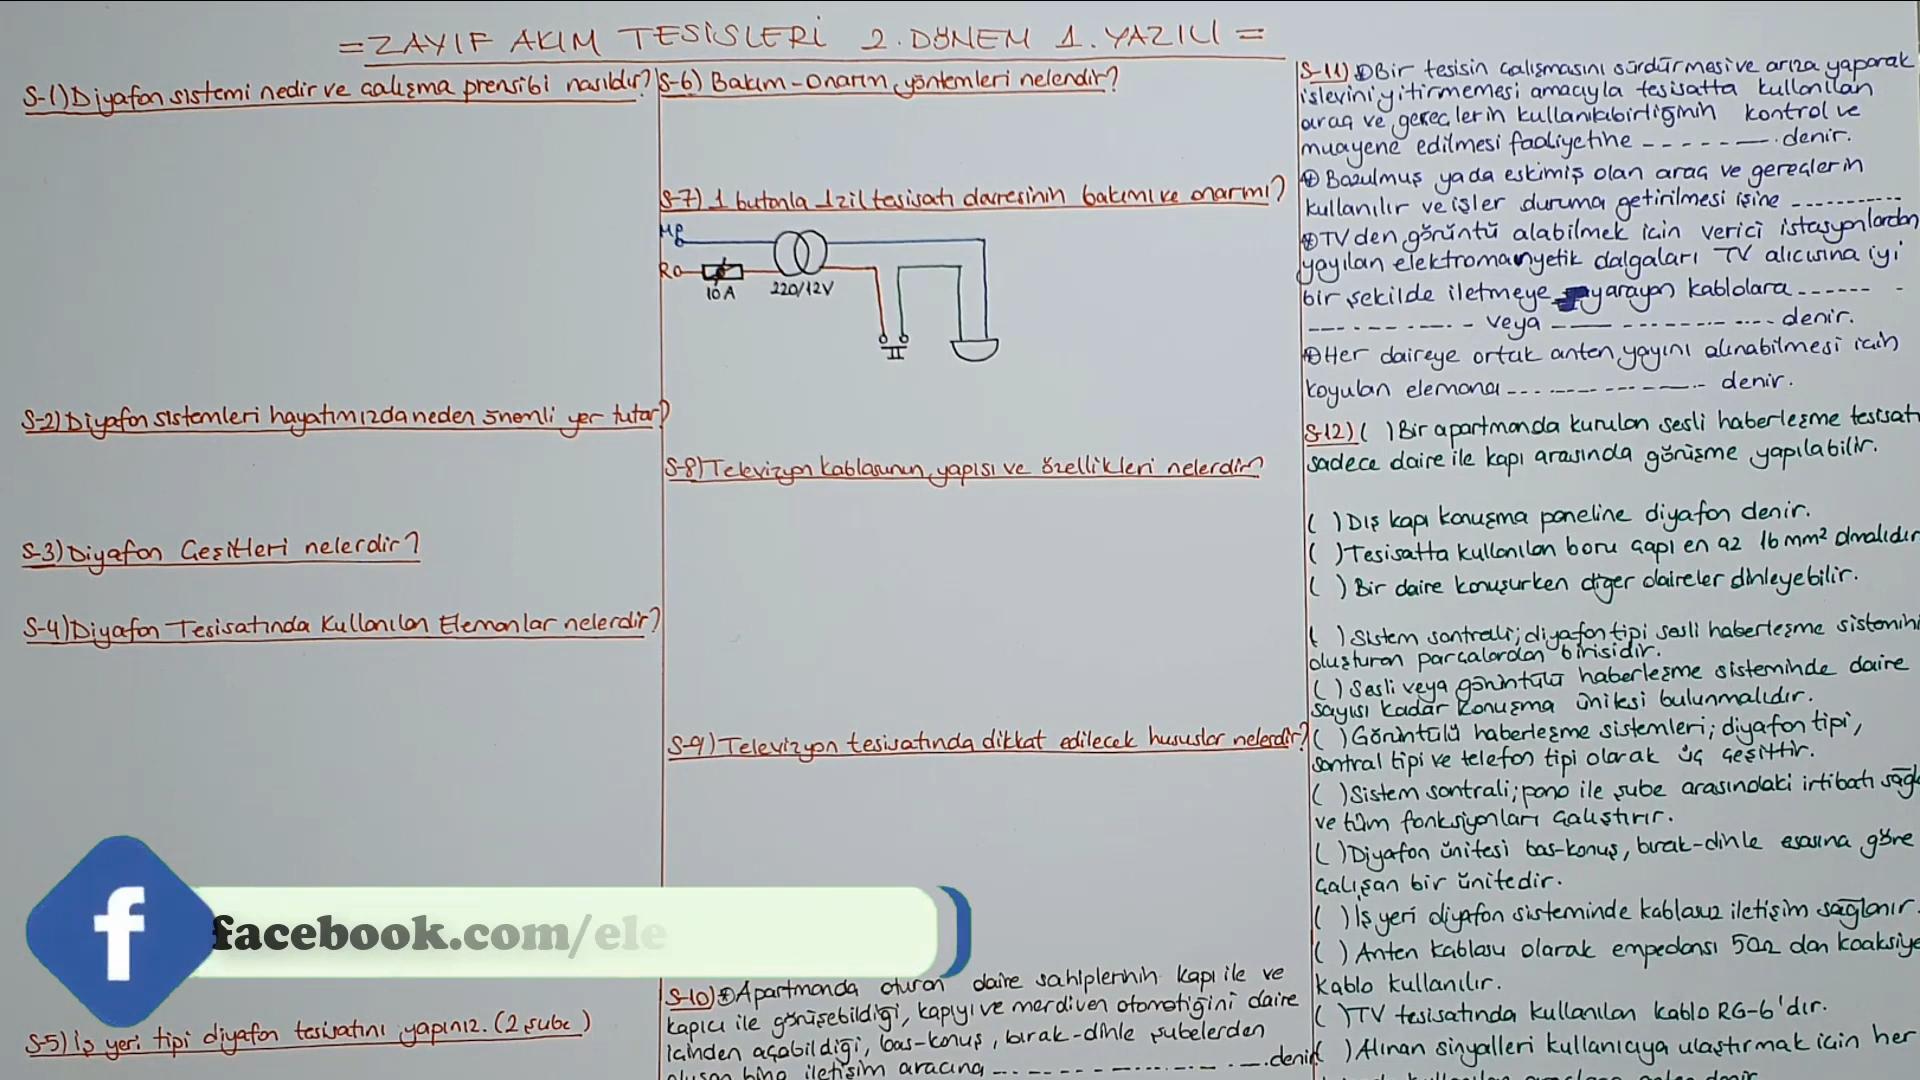 =ZAYIF AKIM TESİSLERİ 2.DÖNEM 1.YAZILI=
S-1)Diyafon sistemi nedir ve çalışma prensibi nasıldır?
S-2)Diyafon sistemleri hayatımızda neden önemli yer tutar?
S-3)Diyafon Çeşitleri nelerdir?
S-4)Diyafon Tesisatında Kullanılan Elemanlar nelerdir?
facebook.com/ele
S-5) İş yeri tipi diyafon tesisatını yapınız. (2 şube)
S-6) Bakım-Onarım yöntemleri nelerdir?
S-7) 1 butonla 1 zil tesisatı devresinin bakımı ve onarımı?
Mp
R
10A
220/12V
S-8)Televizyon kablosunun yapısı ve özellikleri nelerdir?
S-9)Televizyon tesisatında dikkat edilecek hususlar nelerdir?
S-10) Apartmanda oturan daire sahiplerinin kapı ile ve
kapıcı ile görüşebildiği, kapıyı ve merdiven otomatiğini daire
içinden açabildiği, bas-konuş, bırak-dinle şubelerden
oluşan bina iletişim aracına ------------ denir
S-11) Bir tesisin çalışmasını sürdürmesi ve arıza yaparak
işlevini yitirmemesi amacıyla tesisatta kullanılan
araç ve gereçlerin kullanılabilirliğinin kontrol ve
muayene edilmesi faaliyetine ------- denir.
Bozulmuş ya da eskimiş olan araç ve gereçlerin
kullanılır ve işler duruma getirilmesi işine -----------
TV den görüntü alabilmek için verici istasyonlardan
yayılan elektromanyetik dalgaları TV alıcısına iyi
bir şekilde iletmeye yarayan kablolara ------ -
---------- veya ------------ denir.
Her daireye ortak anten yayını alınabilmesi için
koyulan elemana ------------ denir.
S-12) ( )Bir apartmanda kurulan sesli haberleşme tesisatı
sadece daire ile kapı arasında görüşme yapılabilir.
( )Dış kapı konuşma paneline diyafon denir.
( )Tesisatta kullanılan boru çapı en az 16 mm² olmalıdır
( ) Bir daire konuşurken diğer daireler dinleyebilir.
( ) Sistem santrali; diyafon tipi sesli haberleşme sistemini
oluşturan parçalardan birisidir.
( ) Sesli veya görüntülü haberleşme sisteminde daire
sayısı kadar konuşma ünitesi bulunmalıdır.
( )Görüntülü haberleşme sistemleri; diyafon tipi,
santral tipi ve telefon tipi olarak üç çeşittir.
( )Sistem santrali; pano ile şube arasındaki irtibatı sağl
ve tüm fonksiyonları çalıştırır.
( )Diyafon ünitesi bas-konuş, bırak-dinle esasına göre
çalışan bir ünitedir.
( )İş yeri diyafon sisteminde kablosuz iletişim sağlanır.
( ) Anten kablosu olarak empedansı 50Ω dan koaksiye
kablo kullanılır.
( )TV tesisatında kullanılan kablo RG-6'dır.
( )Alınan sinyalleri kullanıcıya ulaştırmak için her